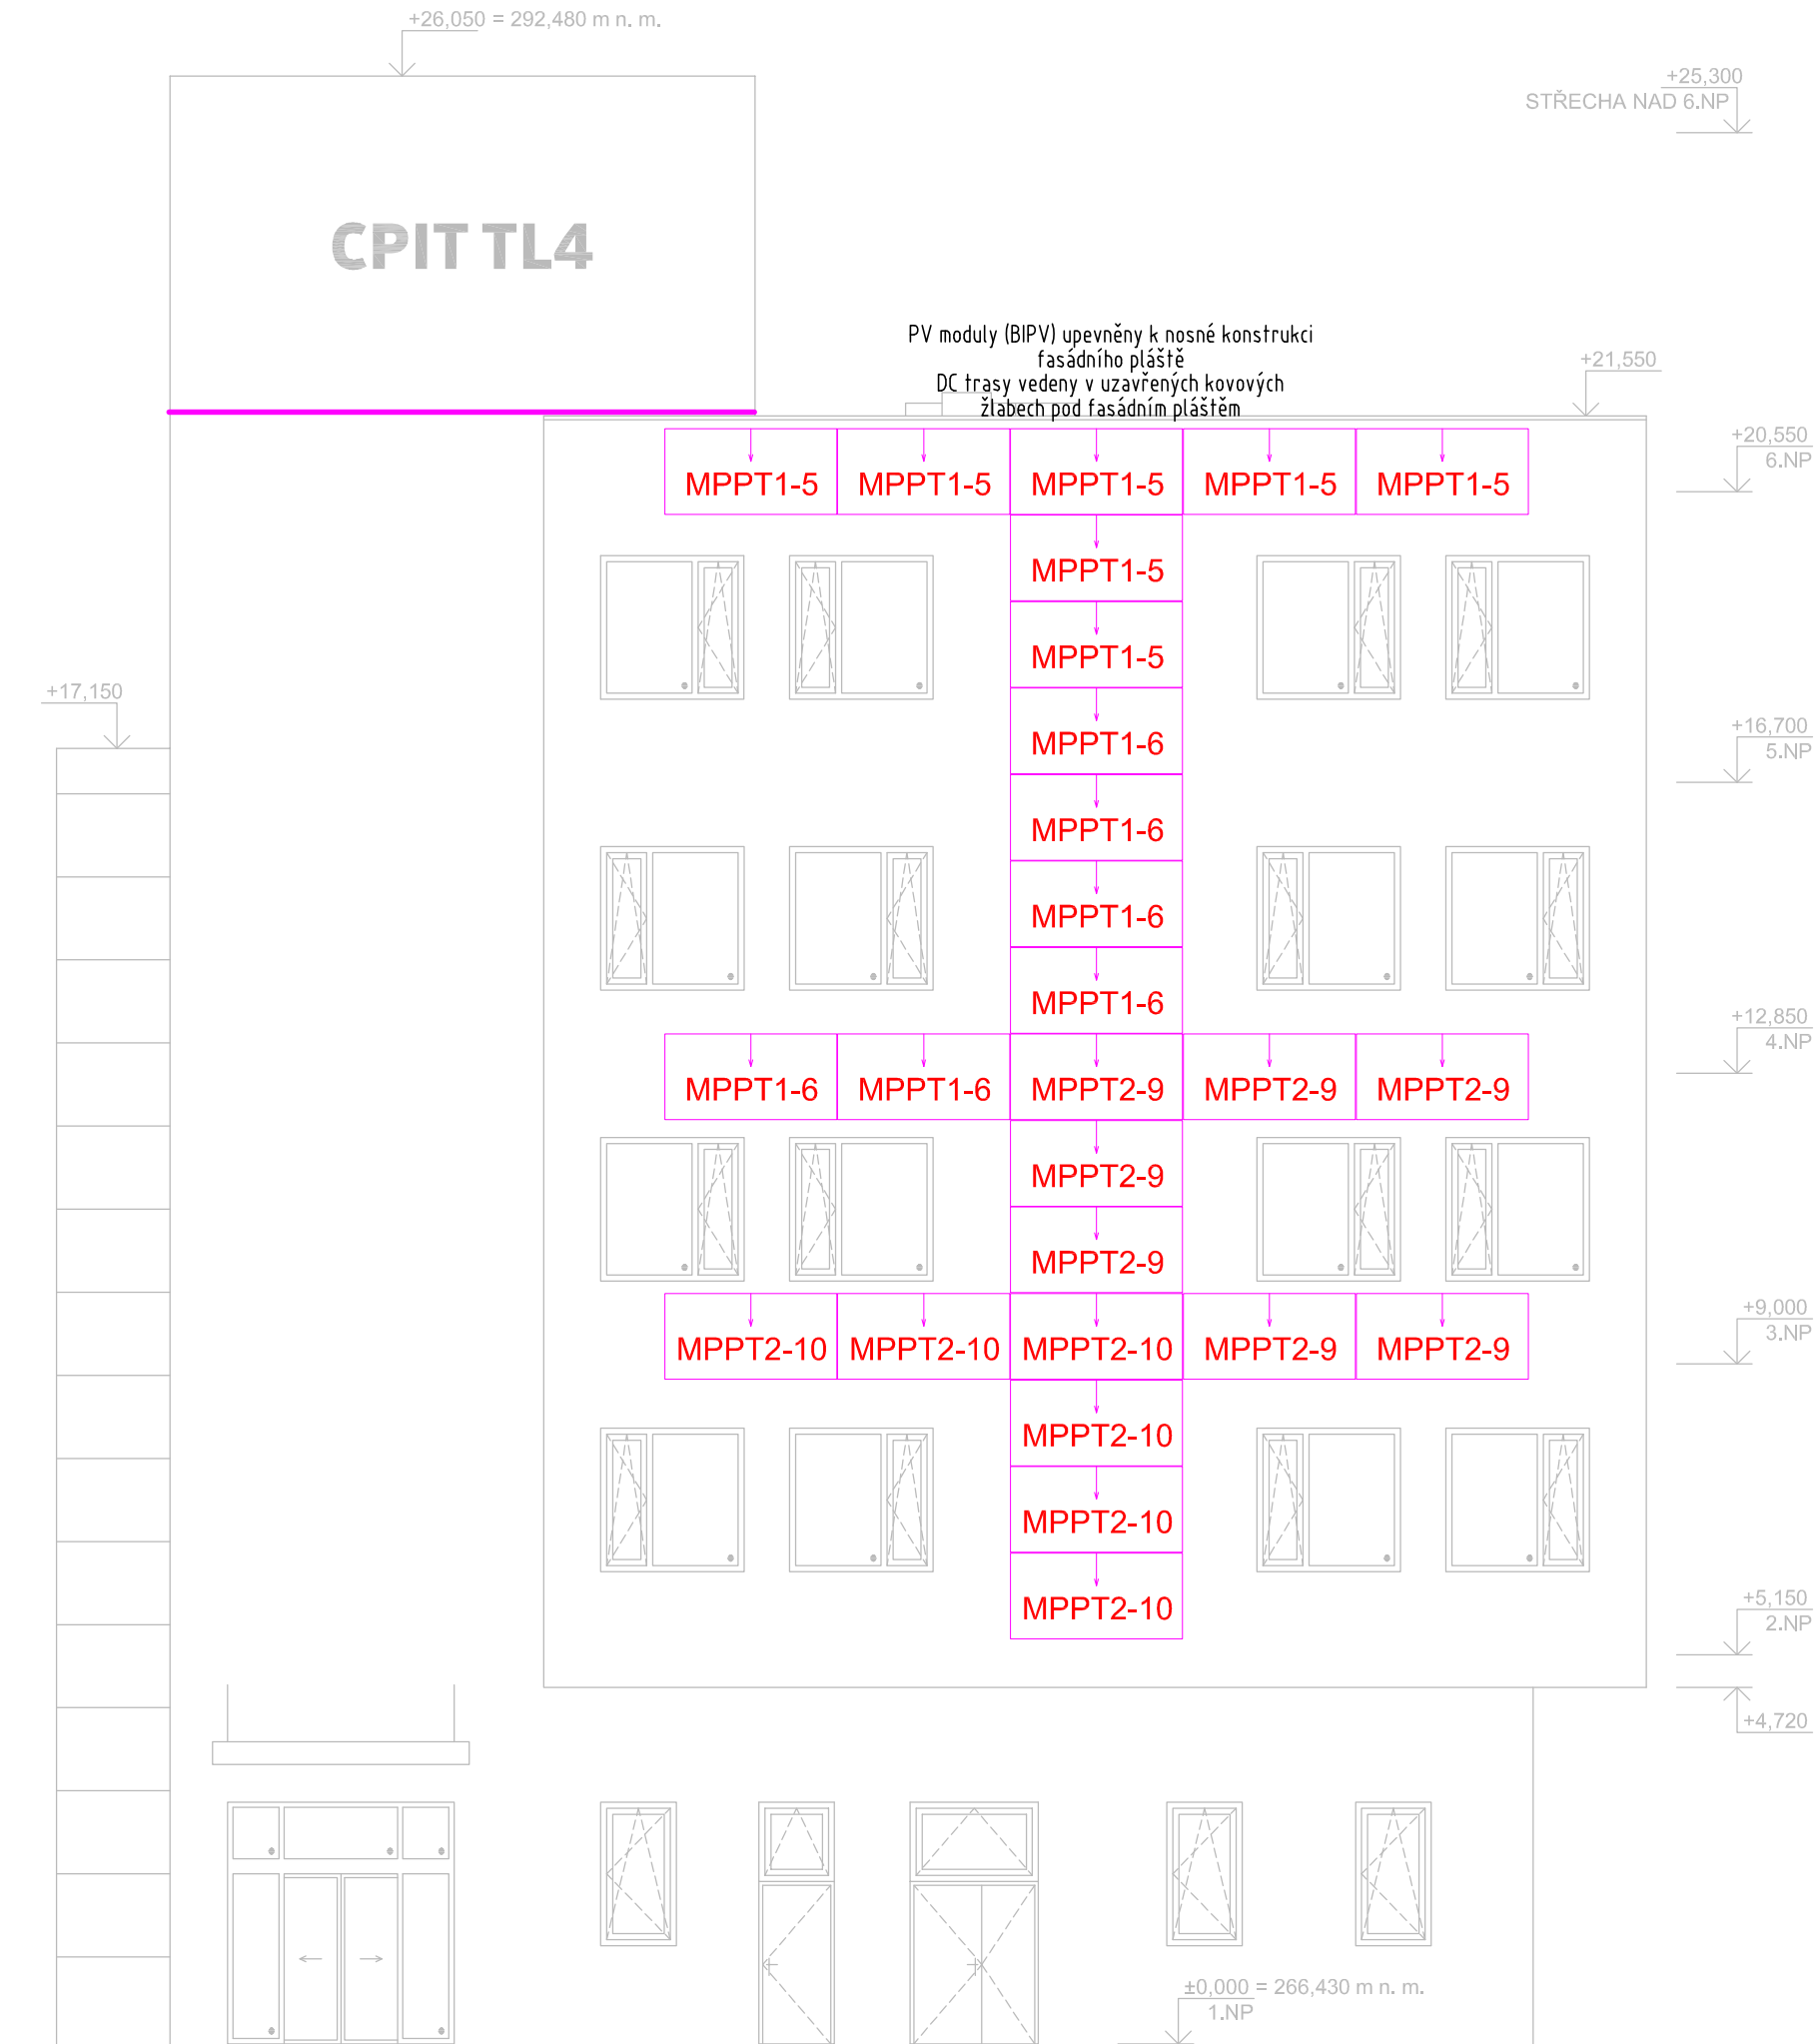 +26,050 = 292,480 m n. m.
+25,300
STŘECHA NAD 6.NP
CPIT TL4
PV moduly (BIPV) upevněny k nosné konstrukci
fasádního pláště
DC trasy vedeny v uzavřených kovových
žlabech pod fasádním pláštěm
+21,550
+20,550
6.NP
MPPT1-5 MPPT1-5 MPPT1-5 MPPT1-5 MPPT1-5
MPPT1-5
MPPT1-5
+17,150
+16,700
5.NP
MPPT1-6
MPPT1-6
MPPT1-6
MPPT1-6
+12,850
4.NP
MPPT1-6 MPPT1-6 MPPT2-9 MPPT2-9 MPPT2-9
MPPT2-9
MPPT2-9
+9,000
3.NP
MPPT2-10 MPPT2-10 MPPT2-10 MPPT2-9 MPPT2-9
MPPT2-10
MPPT2-10
MPPT2-10
+5,150
2.NP
+4,720
±0,000 = 266,430 m n. m.
1.NP